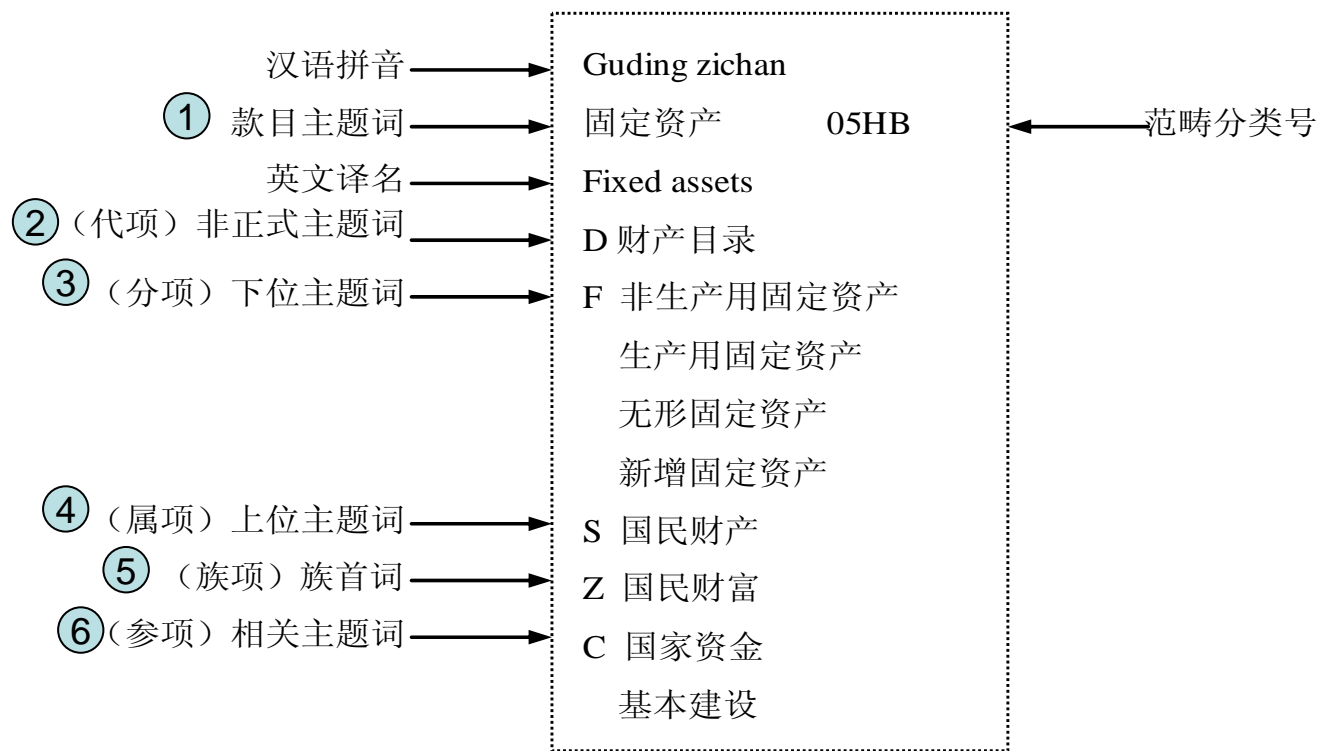 汉语拼音 Guding zichan
1 款目主题词 固定资产 05HB 范畴分类号
英文译名 Fixed assets
2 （代项）非正式主题词 D 财产目录
3 （分项）下位主题词 F 非生产用固定资产
生产用固定资产
无形固定资产
新增固定资产
4 （属项）上位主题词 S 国民财产
5 （族项）族首词 Z 国民财富
6 （参项）相关主题词 C 国家资金
基本建设